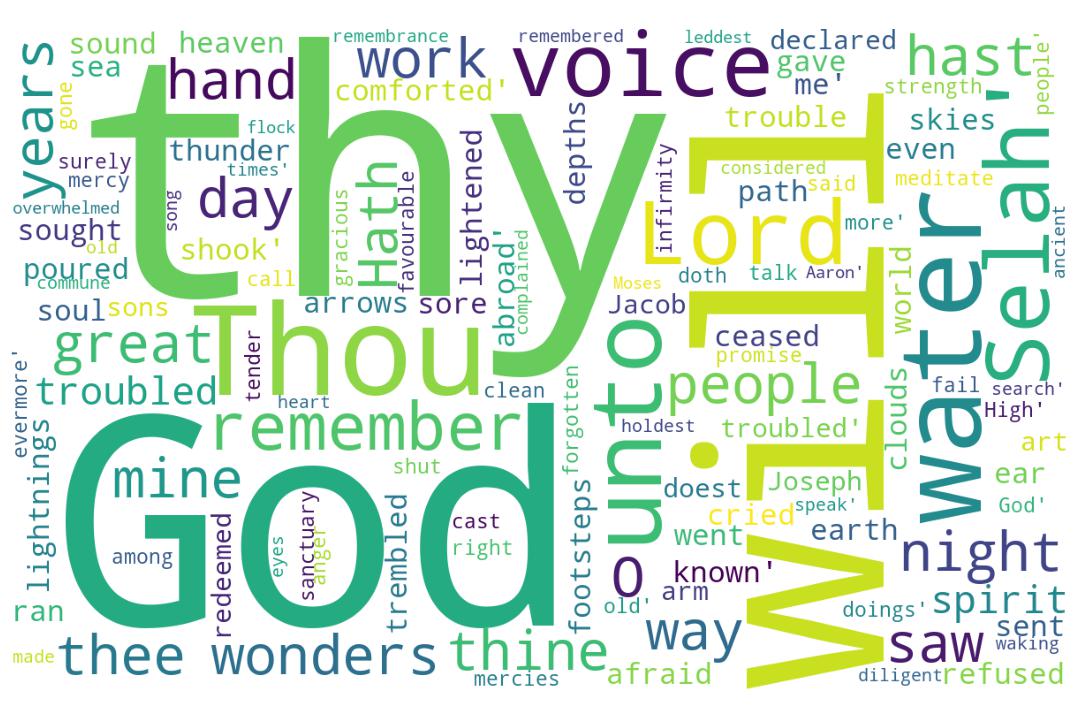 years
sound
heaven
remembrance
work
remembered
voice
leddest
declared
hast'
sea
hand
comforted'
gave
me'
strength
people'
gone
thy
flock
depths
trouble
skies
Selah'
surely
thunder
lightened
infirmity
considered
even
mercy
times'
Hath
path
said
meditate
overwhelmed
song
day
gracious
favourable
Lord
more'
water
ancient
sought
old
shook'
abroad'
complained
will
poured
commune
call
Moses
doth
talk
Aaron'
world
soul
sons
arrows
sore
Jacob
great
Thou
unto
ceased
promise
evermore'
troubled
tender
heart
clean
forgotten
people
clouds
fail
search'
High'
God
remember
holdest
troubled'
art
lightnings
mine
shut
doest
Joseph
ear
redeemed
eyes
sanctuary
anger
trembled
cast
right
footsteps
cried
speak'
God'
among
went
earth
night
O
known'
ran
old'
arm
doings'
spirit
made
thee
wonders
thine
mercies
way
afraid
saw
sent
waking
diligent
refused